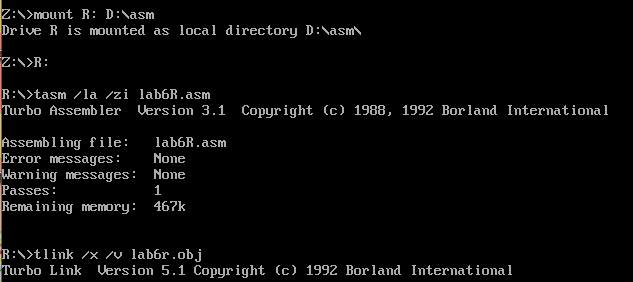 Z:\>mount R: D:\asm
Drive R is mounted as local directory D:\asm\
Z:\>R:
R:\>tasm /la /zi lab6R.asm
Turbo Assembler  Version 3.1  Copyright (c) 1988, 1992 Borland International
Assembling file:   lab6R.asm
Error messages:    None
Warning messages:  None
Passes:            1
Remaining memory:  467k
R:\>tlink /x /v lab6r.obj
Turbo Link  Version 5.1 Copyright (c) 1992 Borland International